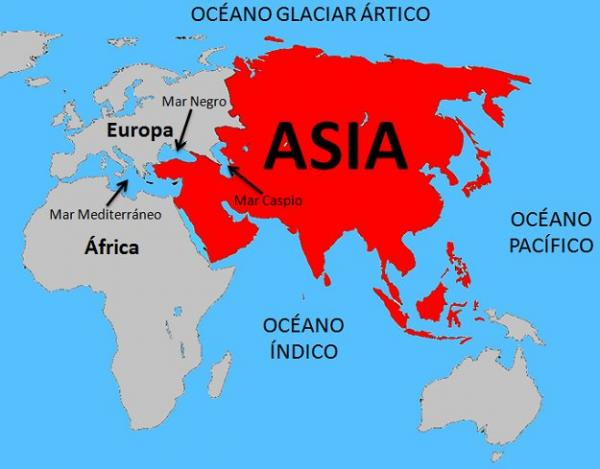 OCÉANO GLACIAR ÁRTICO
Mar Negro
Europa
ASIA
Mar Caspio
Mar Mediterráneo
África
OCÉANO
PACÍFICO
OCÉANO
ÍNDICO